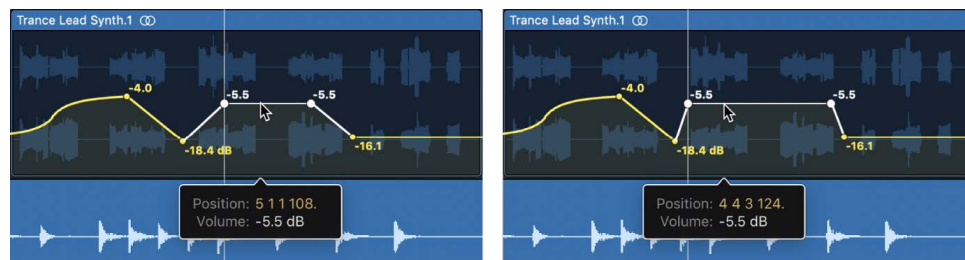 Trance Lead Synth.1
-4.0
-5.5
-5.5
-18.4 dB
-16.1
Position: 5 1 1 108.
Volume: -5.5 dB
Trance Lead Synth.1
-4.0
-5.5
-5.5
-18.4 dB
-16.1
Position: 4 4 3 124.
Volume: -5.5 dB